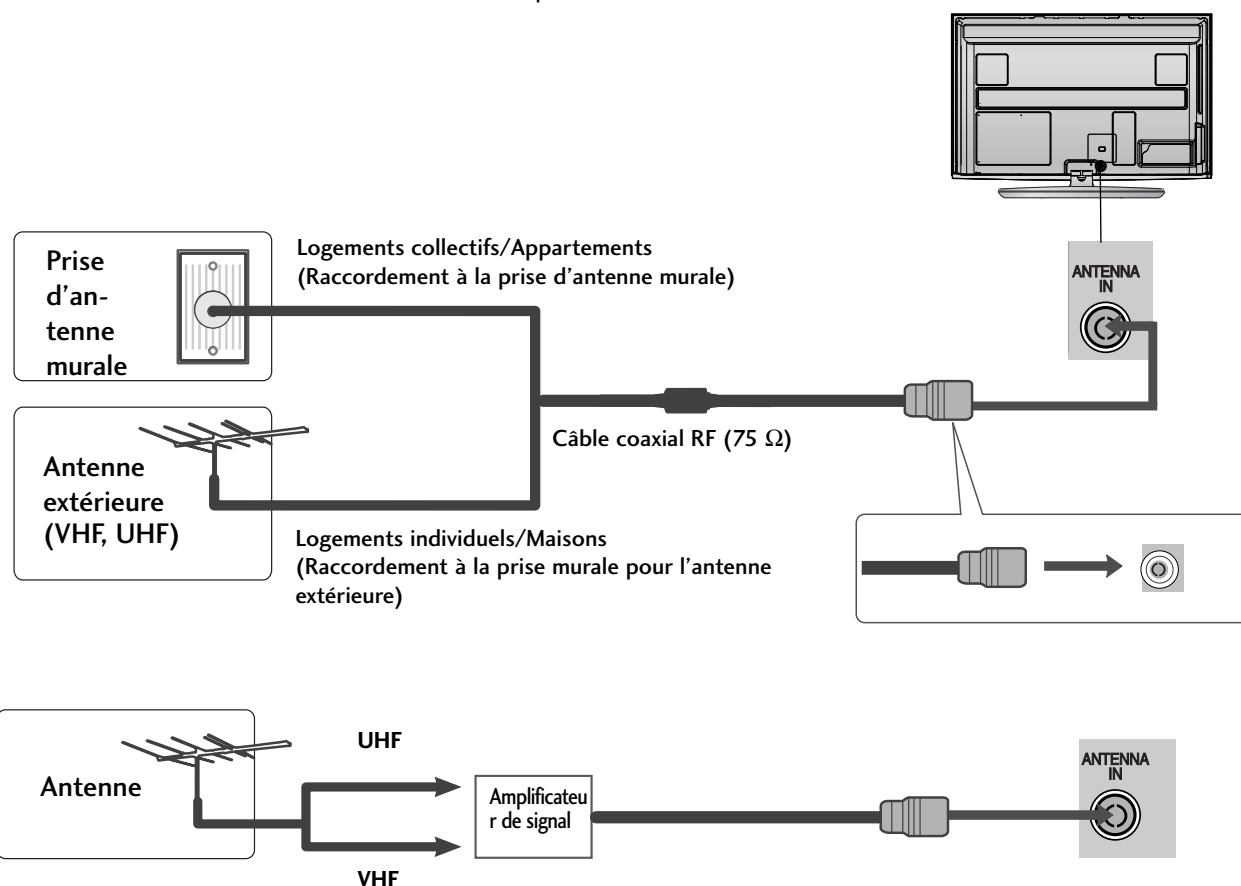 Prise
d'an-
tenne
murale
Logements collectifs/Appartements
(Raccordement à la prise d'antenne murale)
ANTENNA
IN
Câble coaxial RF (75 Ω)
Antenne
extérieure
(VHF, UHF)
Logements individuels/Maisons
(Raccordement à la prise murale pour l'antenne
extérieure)
Antenne
UHF
VHF
Amplificateu
r de signal
ANTENNA
IN